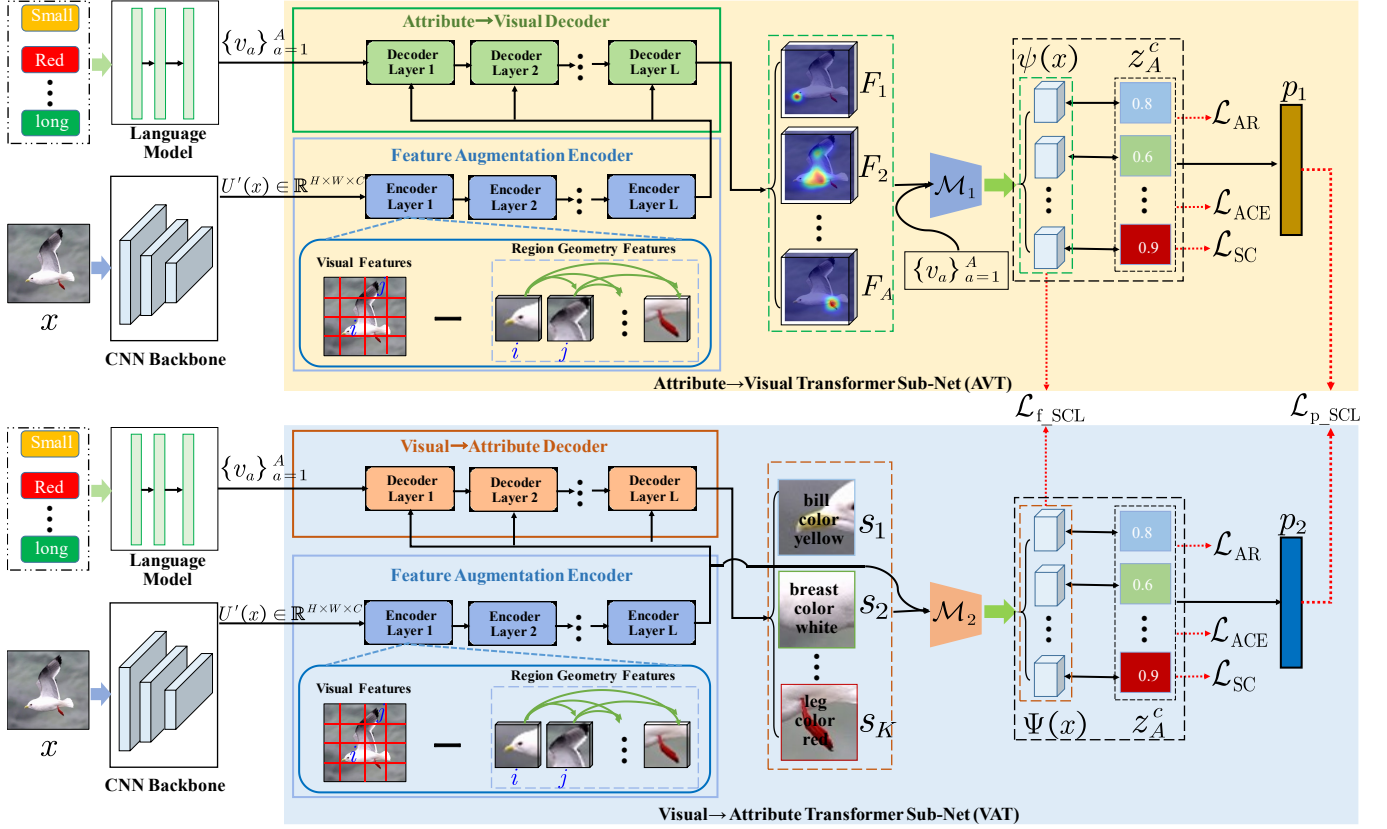 Small
Red
long
Language
Model
{v_a}_{a=1}^{A}
Attribute→Visual Decoder
Decoder
Layer 1
Decoder
Layer 2
Decoder
Layer L
x
CNN Backbone
U′(x) ∈ ℝ^{H×W×C}
Feature Augmentation Encoder
Encoder
Layer 1
Encoder
Layer 2
Encoder
Layer L
Visual Features
j
i
Region Geometry Features
i
j
F_1
F_2
F_A
M_1
{v_a}_{a=1}^{A}
ψ(x)
z_A^c
0.8
0.6
0.9
L_AR
L_ACE
L_SC
p_1
Attribute→Visual Transformer Sub-Net (AVT)
L_f_SCL
L_p_SCL
Small
Red
long
Language
Model
{v_a}_{a=1}^{A}
Visual→Attribute Decoder
Decoder
Layer 1
Decoder
Layer 2
Decoder
Layer L
x
CNN Backbone
U′(x) ∈ ℝ^{H×W×C}
Feature Augmentation Encoder
Encoder
Layer 1
Encoder
Layer 2
Encoder
Layer L
Visual Features
j
i
Region Geometry Features
i
j
bill
color
yellow
s_1
breast
color
white
s_2
leg
color
red
s_K
M_2
0.8
0.6
0.9
Ψ(x)
z_A^c
L_AR
L_ACE
L_SC
p_2
Visual→ Attribute Transformer Sub-Net (VAT)